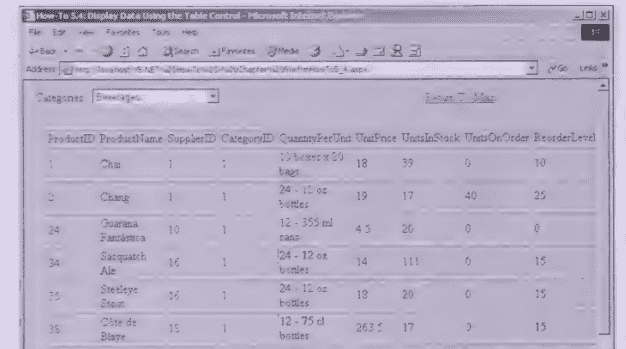 How-To 5.4: Display Data Using the Table Control - Microsoft Internet Explorer
File Edit View Favorites Tools Help
Back Search Favorites Media
Address Go Links »
Categories Beverages Return To Main
ProductID ProductName SupplierID CategoryID QuantityPerUnit UnitPrice UnitsInStock UnitsOnOrder ReorderLevel
1 Chai 1 1 10 boxes x 20 18 39 0 10
bags
2 Chang 1 1 24 - 12 oz 19 17 40 25
bottles
24 Guarana 10 1 12 - 355 ml 4.5 20 0 0
Fantástica cans
34 Sasquatch 16 1 24 - 12 oz 14 111 0 15
Ale bottles
35 Steeleye 16 1 24 - 12 oz 18 20 0 15
Stout bottles
38 Côte de 18 1 12 - 75 cl 263.5 17 0 15
Blaye bottles